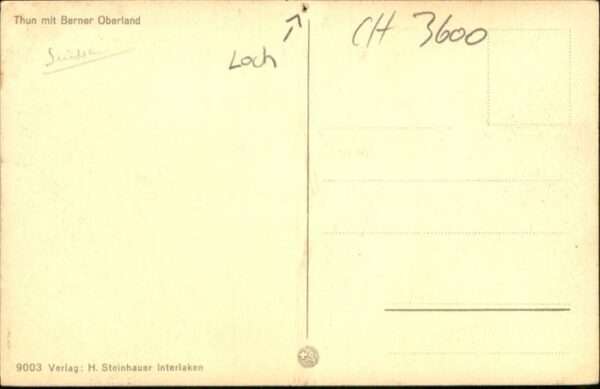 Thun mit Berner Oberland
CH 3600
Loch
9003 Verlag: H. Steinhauer Interlaken